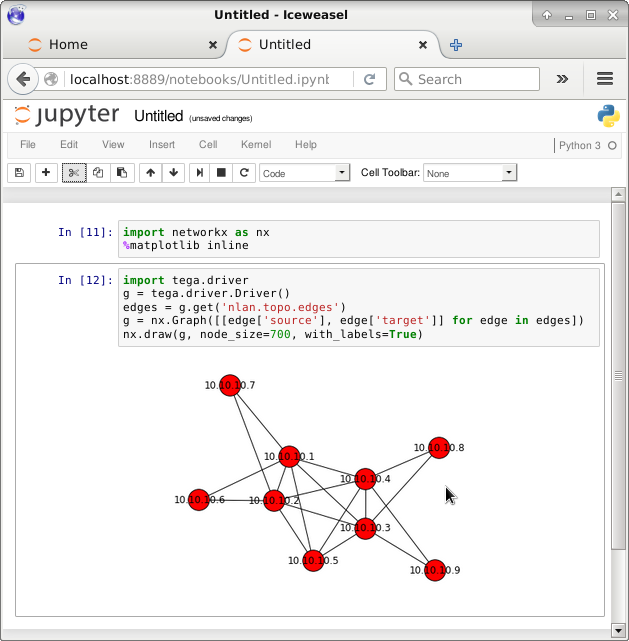 Untitled - Iceweasel
Home
Untitled
localhost:8889/notebooks/Untitled.ipynb
Search
jupyter Untitled (unsaved changes)
File Edit View Insert Cell Kernel Help Python 3
Code Cell Toolbar: None
In [11]: import networkx as nx
%matplotlib inline
In [12]: import tega.driver
g = tega.driver.Driver()
edges = g.get('nlan.topo.edges')
g = nx.Graph([[edge['source'], edge['target']] for edge in edges])
nx.draw(g, node_size=700, with_labels=True)
10.10.10.7
10.10.10.8
10.10.10.1
10.10.10.4
10.10.10.6
10.10.10.2
10.10.10.3
10.10.10.5
10.10.10.9